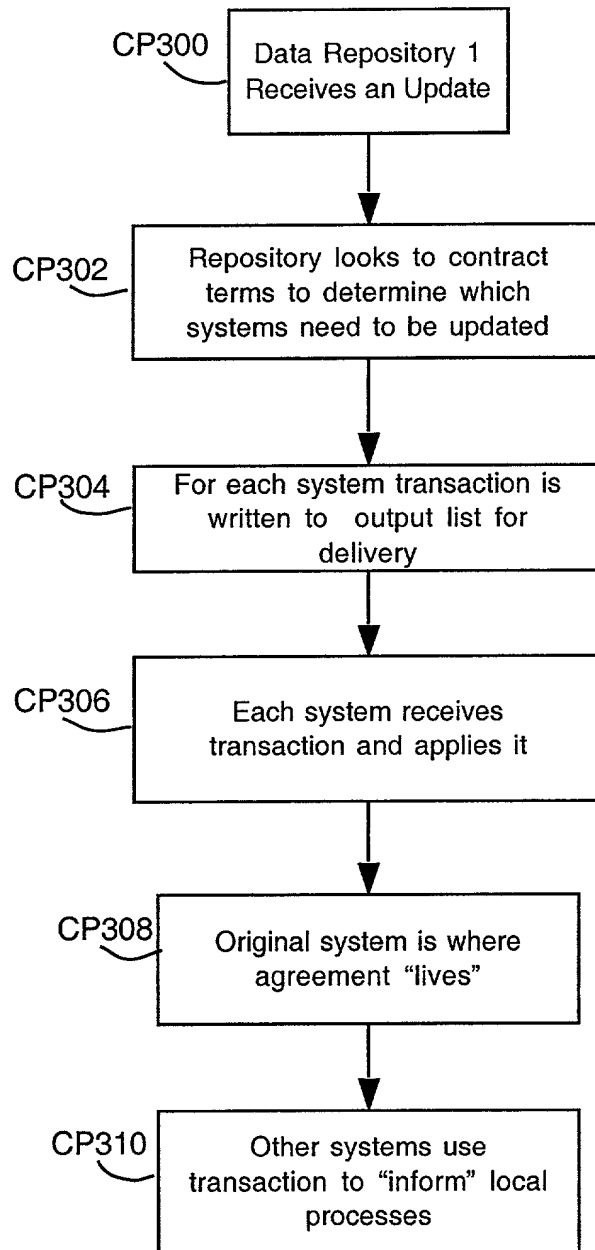 CP300
Data Repository 1
Receives an Update
CP302
Repository looks to contract
terms to determine which
systems need to be updated
CP304
For each system transaction is
written to output list for
delivery
CP306
Each system receives
transaction and applies it
CP308
Original system is where
agreement “lives”
CP310
Other systems use
transaction to “inform” local
processes